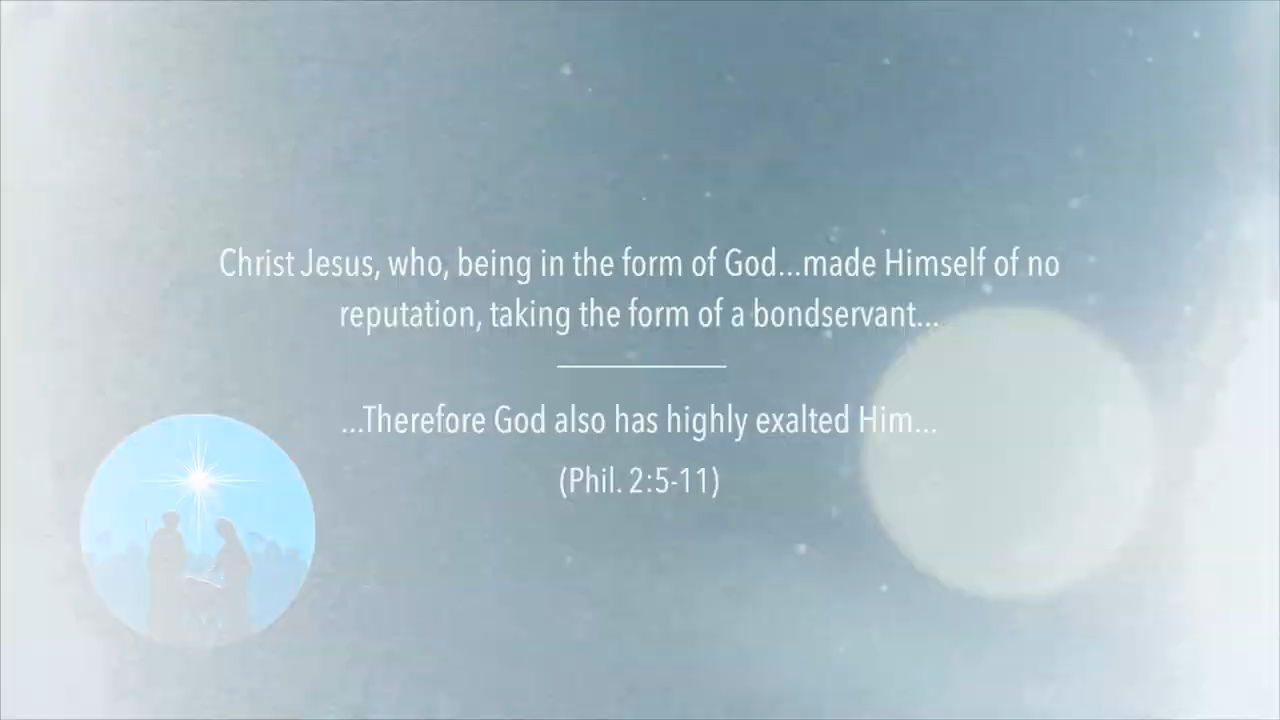 Christ Jesus, who, being in the form of God...made Himself of no
reputation, taking the form of a bondservant...
...Therefore God also has highly exalted Him...
(Phil. 2:5-11)